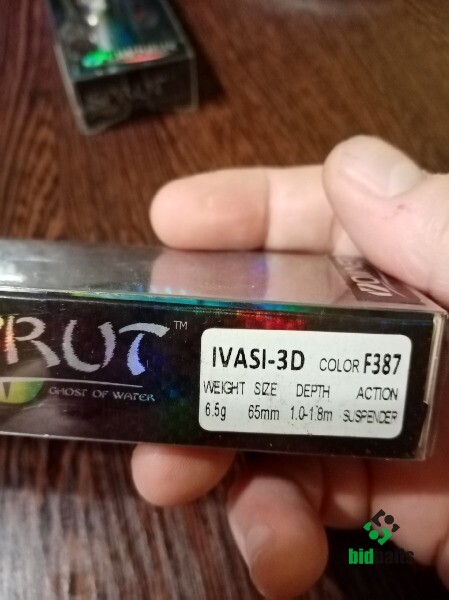 RUT™
GHOST OF WATER
IVASI-3D COLOR F387
WEIGHT SIZE DEPTH ACTION
6.5g 65mm 1.0-1.8m SUSPENDER
bidbaits